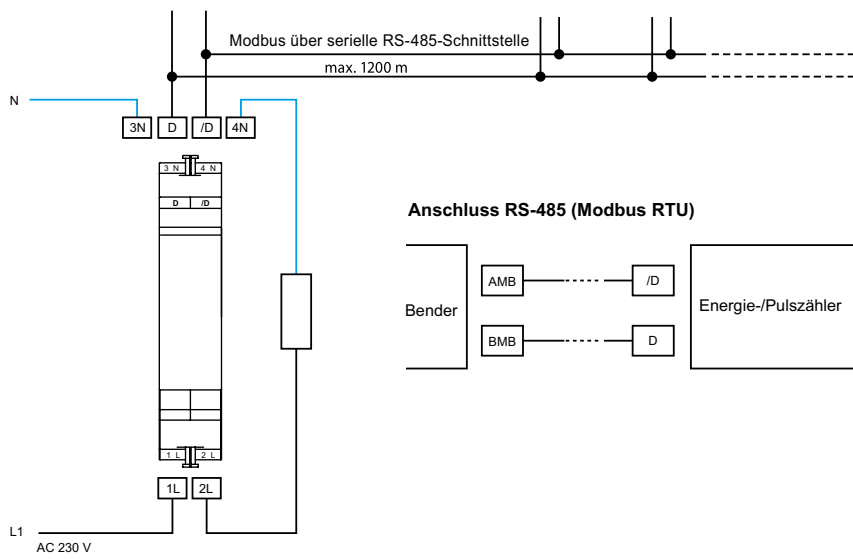 Modbus über serielle RS-485-Schnittstelle
max. 1200 m
N
3N D /D 4N
3 N 4 N
D /D
Anschluss RS-485 (Modbus RTU)
Bender
AMB /D
BMB D
Energie-/Pulszähler
1 L 2 L
1L 2L
L1
AC 230 V